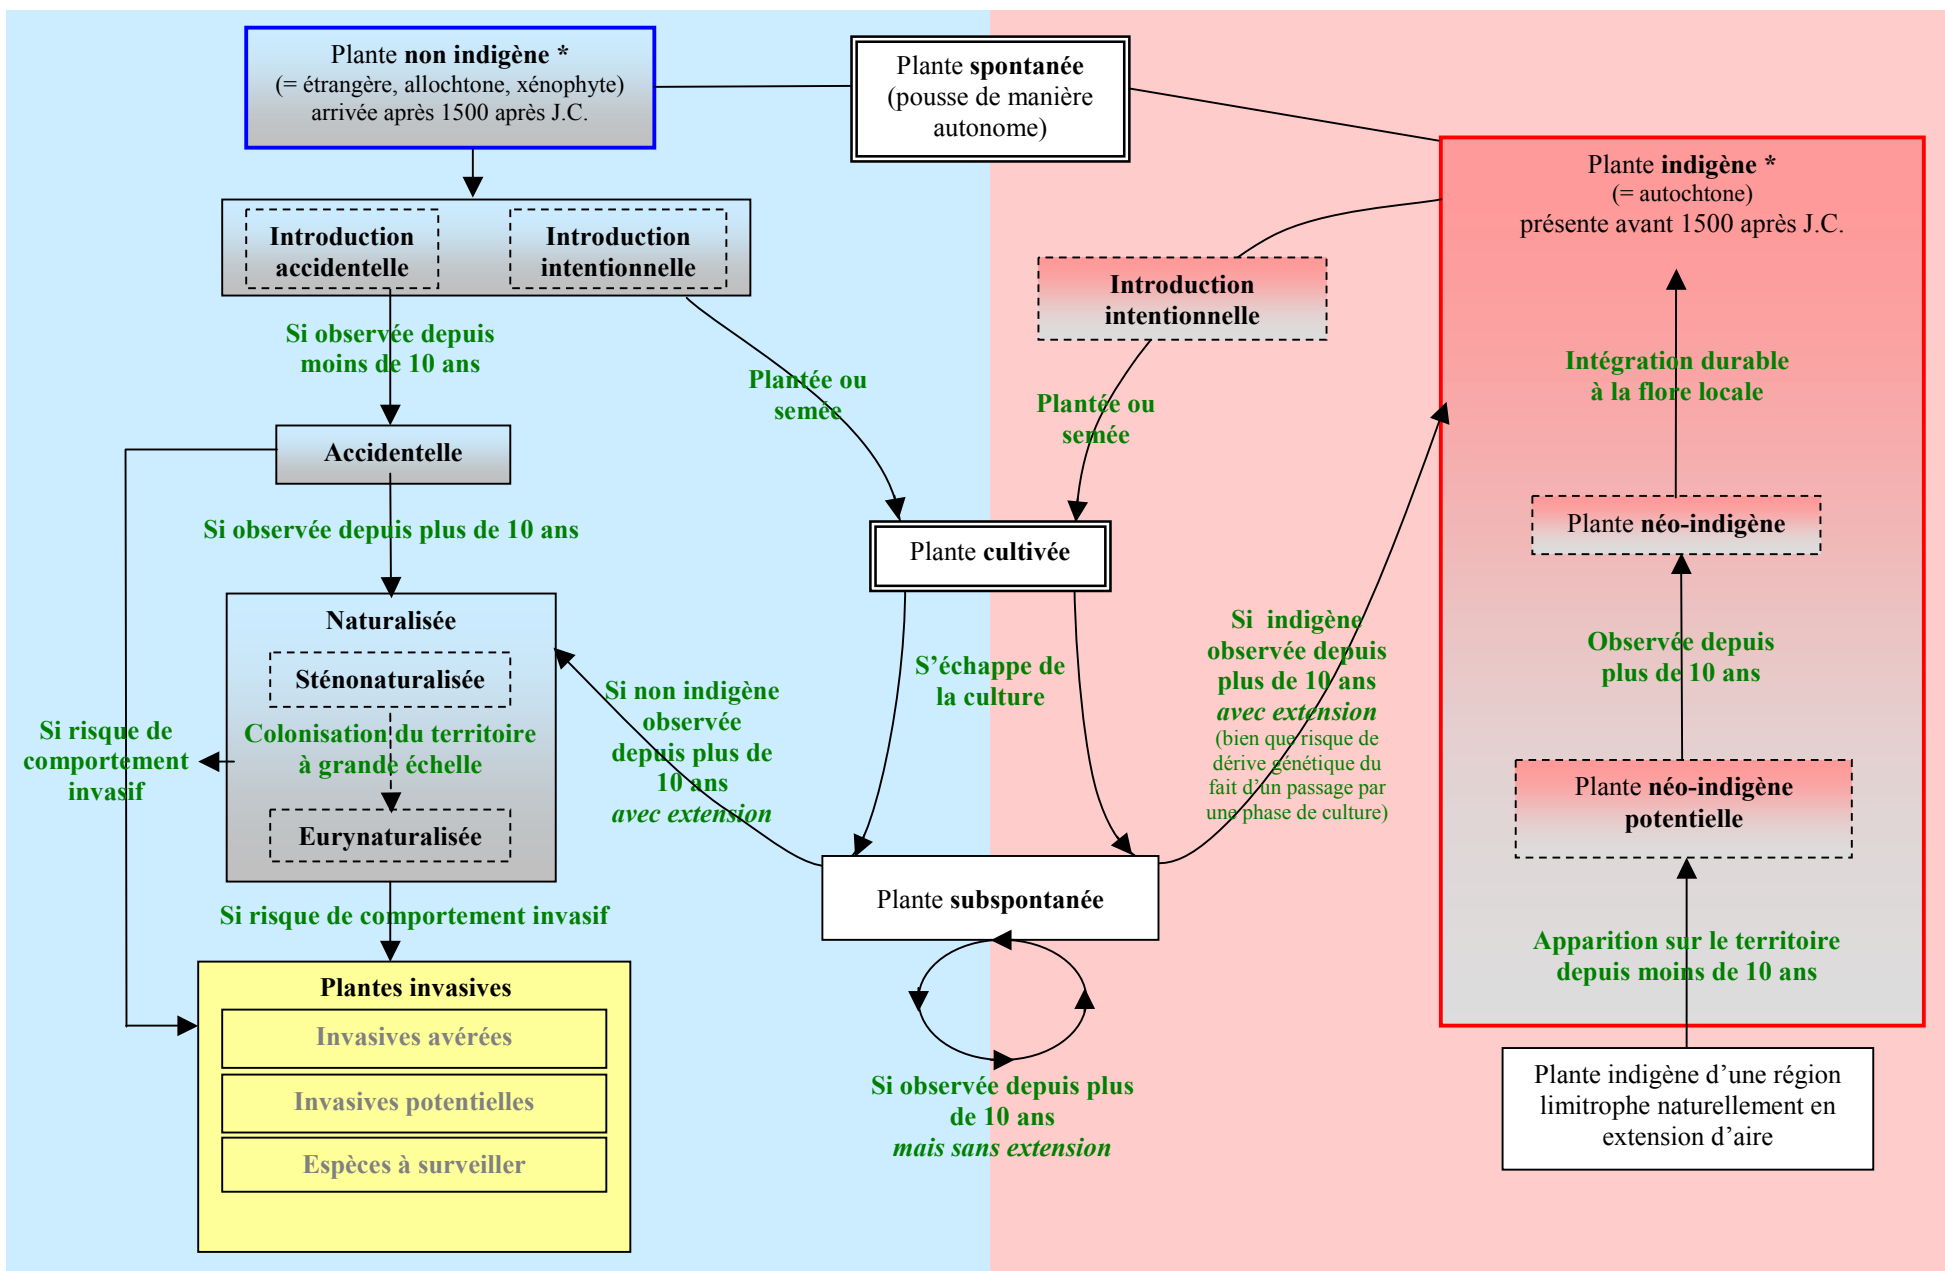 Plante non indigène *
(= étrangère, allochtone, xénophyte)
arrivée après 1500 après J.C.
Plante spontanée
(pousse de manière
autonome)
Plante indigène *
(= autochtone)
présente avant 1500 après J.C.
Introduction
accidentelle
Introduction
intentionnelle
Introduction
intentionnelle
Si observée depuis
moins de 10 ans
Plantée ou
semée
Plantée ou
semée
Intégration durable
à la flore locale
Accidentelle
Si observée depuis plus de 10 ans
Plante cultivée
Plante néo-indigène
Naturalisée
Sténonaturalisée
Colonisation du territoire
à grande échelle
Eurynaturalisée
Si risque de
comportement
invasif
Si non indigène
observée
depuis plus de
10 ans
avec extension
S’échappe de
la culture
Si  indigène
observée depuis
plus de 10 ans
avec extension
(bien que risque de
dérive génétique du
fait d’un passage par
une phase de culture)
Observée depuis
plus de 10 ans
Plante néo-indigène
potentielle
Plante subspontanée
Si risque de comportement invasif
Apparition sur le territoire
depuis moins de 10 ans
Plantes invasives
Invasives avérées
Invasives potentielles
Espèces à surveiller
Si observée depuis plus
de 10 ans
mais sans extension
Plante indigène d’une région
limitrophe naturellement en
extension d’aire